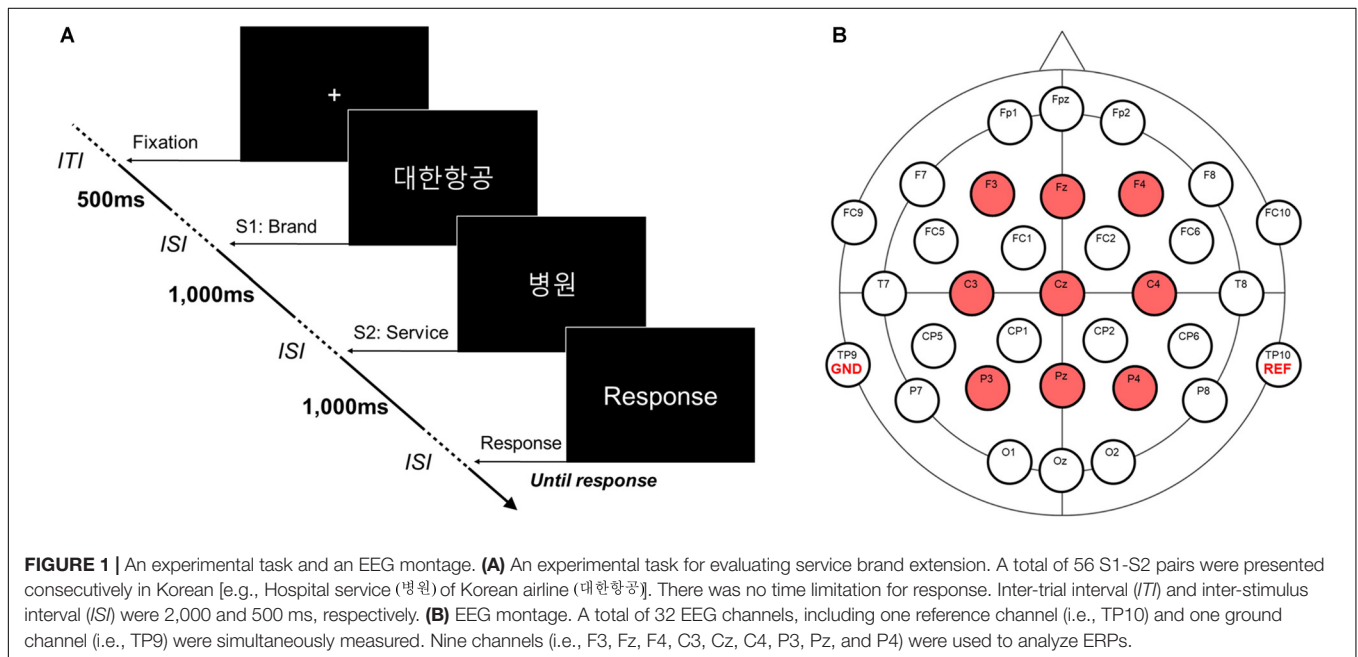 A
+
Fixation
ITI
500ms
대한항공
S1: Brand
ISI
1,000ms
병원
S2: Service
ISI
1,000ms
Response
Response
ISI
Until response
B
Fp1 Fpz Fp2
F7 F3 Fz F4 F8
FC9 FC5 FC1 FC2 FC6 FC10
T7 C3 Cz C4 T8
CP5 CP1 CP2 CP6
TP9 TP10
GND REF
P7 P3 Pz P4 P8
O1 Oz O2
FIGURE 1 | An experimental task and an EEG montage. (A) An experimental task for evaluating service brand extension. A total of 56 S1-S2 pairs were presented
consecutively in Korean [e.g., Hospital service (병원) of Korean airline (대한항공)]. There was no time limitation for response. Inter-trial interval (ITI) and inter-stimulus
interval (ISI) were 2,000 and 500 ms, respectively. (B) EEG montage. A total of 32 EEG channels, including one reference channel (i.e., TP10) and one ground
channel (i.e., TP9) were simultaneously measured. Nine channels (i.e., F3, Fz, F4, C3, Cz, C4, P3, Pz, and P4) were used to analyze ERPs.